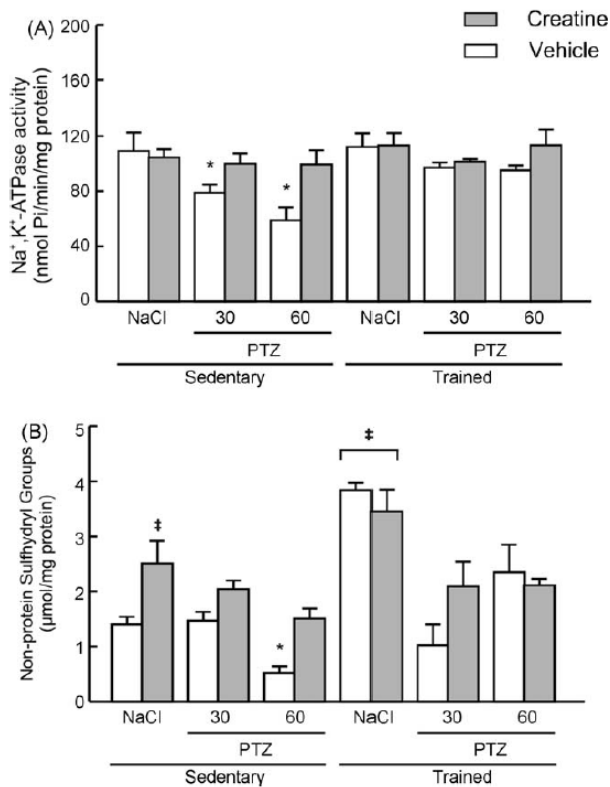 Creatine
Vehicle
(A)
Na⁺,K⁺-ATPase activity
(nmol Pi/min/mg protein)
200
160
120
80
40
0
* *
NaCl 30 60 NaCl 30 60
PTZ PTZ
Sedentary Trained
(B)
Non-protein Sulfhydryl Groups
(µmol/mg protein)
5
4
3
2
1
0
‡ * ‡
NaCl 30 60 NaCl 30 60
PTZ PTZ
Sedentary Trained